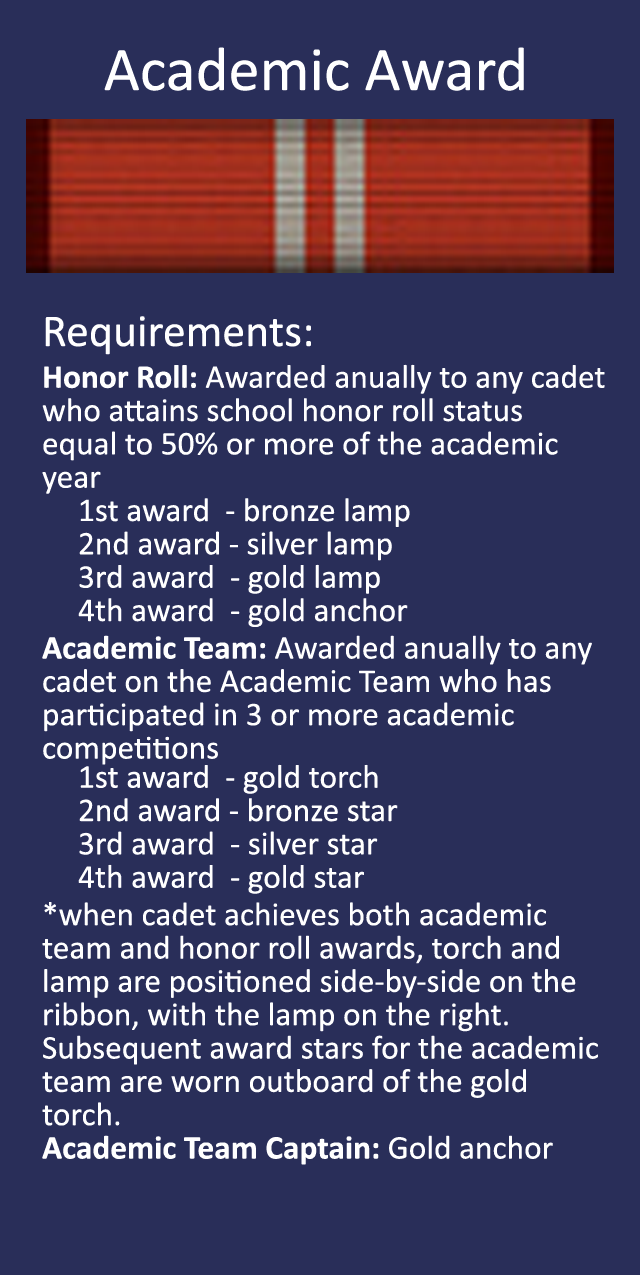 Academic Award
Requirements:
Honor Roll: Awarded anually to any cadet
who attains school honor roll status
equal to 50% or more of the academic
year
1st award - bronze lamp
2nd award - silver lamp
3rd award - gold lamp
4th award - gold anchor
Academic Team: Awarded anually to any
cadet on the Academic Team who has
participated in 3 or more academic
competitions
1st award - gold torch
2nd award - bronze star
3rd award - silver star
4th award - gold star
*when cadet achieves both academic
team and honor roll awards, torch and
lamp are positioned side-by-side on the
ribbon, with the lamp on the right.
Subsequent award stars for the academic
team are worn outboard of the gold
torch.
Academic Team Captain: Gold anchor